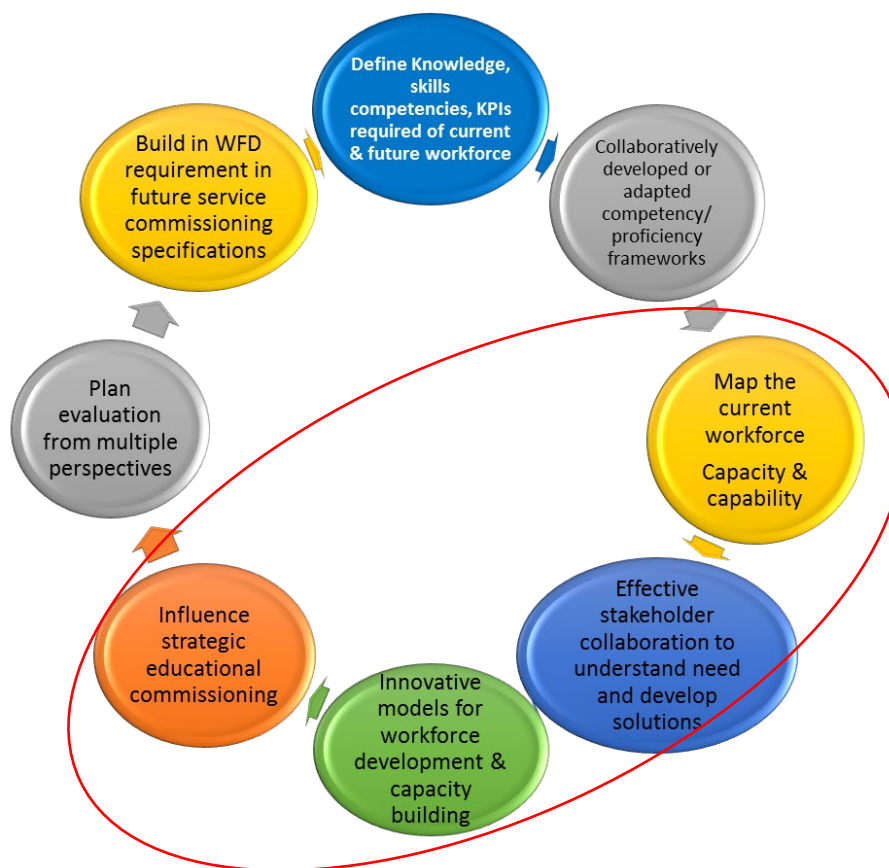 Define Knowledge,
skills
competencies, KPIs
required of current
& future workforce
Collaboratively
developed or
adapted
competency/
proficiency
frameworks
Map the
current
workforce
Capacity &
capability
Effective
stakeholder
collaboration to
understand need
and develop
solutions
Innovative
models for
workforce
development &
capacity
building
Influence
strategic
educational
commissioning
Plan
evaluation
from multiple
perspectives
Build in WFD
requirement in
future service
commissioning
specifications